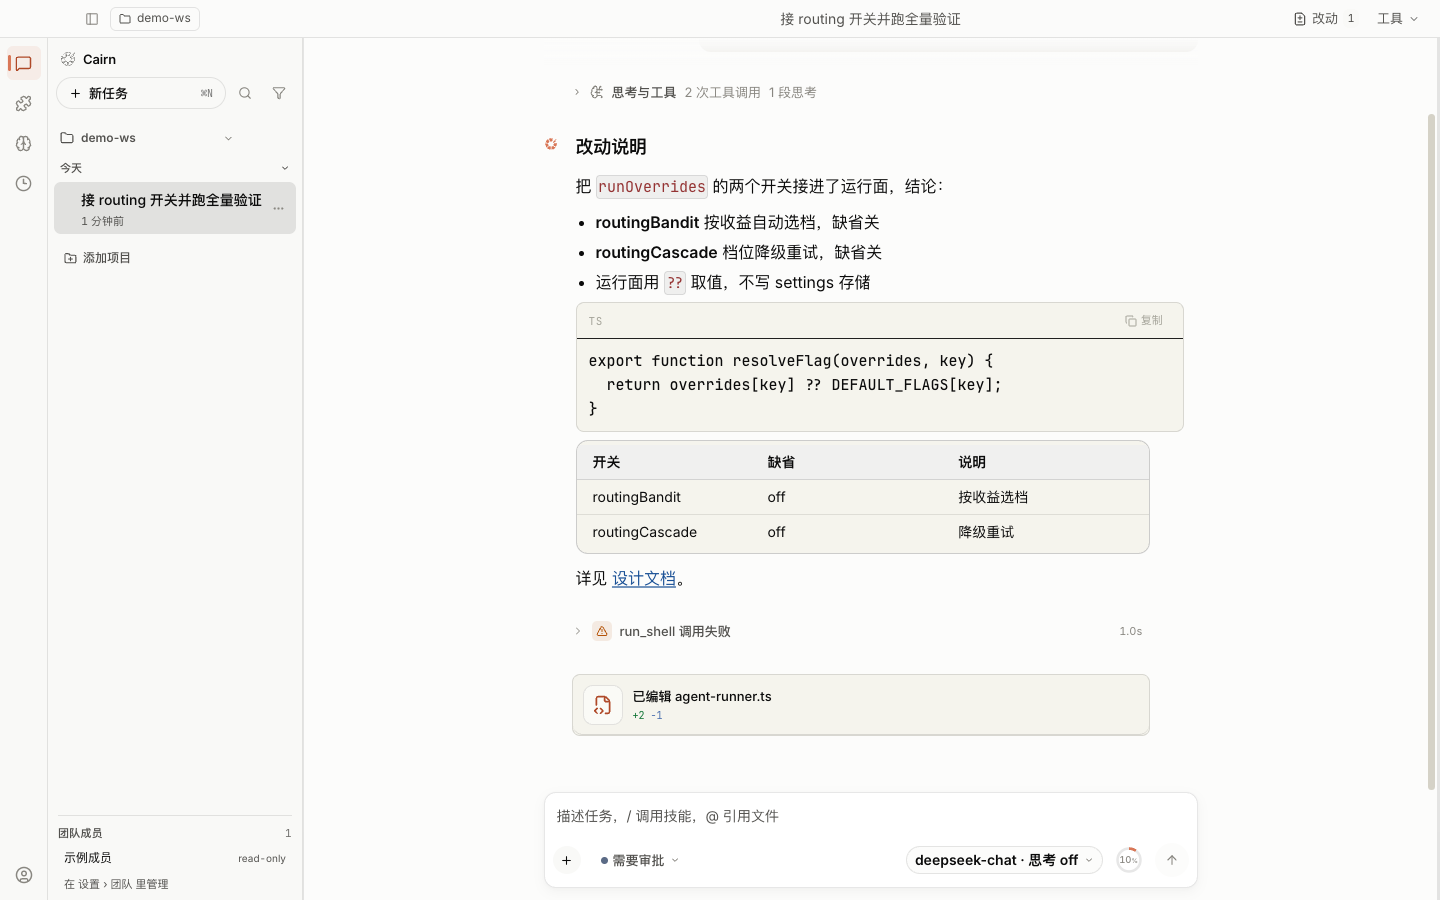 demo-ws
接 routing 开关并跑全量验证
改动 1
工具
Cairn
新任务 ⌘N
demo-ws
今天
接 routing 开关并跑全量验证
1 分钟前
添加项目
团队成员 1
示例成员 read-only
在 设置 › 团队 里管理
思考与工具 2 次工具调用 1 段思考
改动说明
把 runOverrides 的两个开关接进了运行面，结论：
• routingBandit 按收益自动选档，缺省关
• routingCascade 档位降级重试，缺省关
• 运行面用 ?? 取值，不写 settings 存储
TS 复制
export function resolveFlag(overrides, key) {
  return overrides[key] ?? DEFAULT_FLAGS[key];
}
开关 缺省 说明
routingBandit off 按收益选档
routingCascade off 降级重试
详见 设计文档。
run_shell 调用失败 1.0s
已编辑 agent-runner.ts
+2 -1
描述任务，/ 调用技能，@ 引用文件
需要审批
deepseek-chat · 思考 off
10%